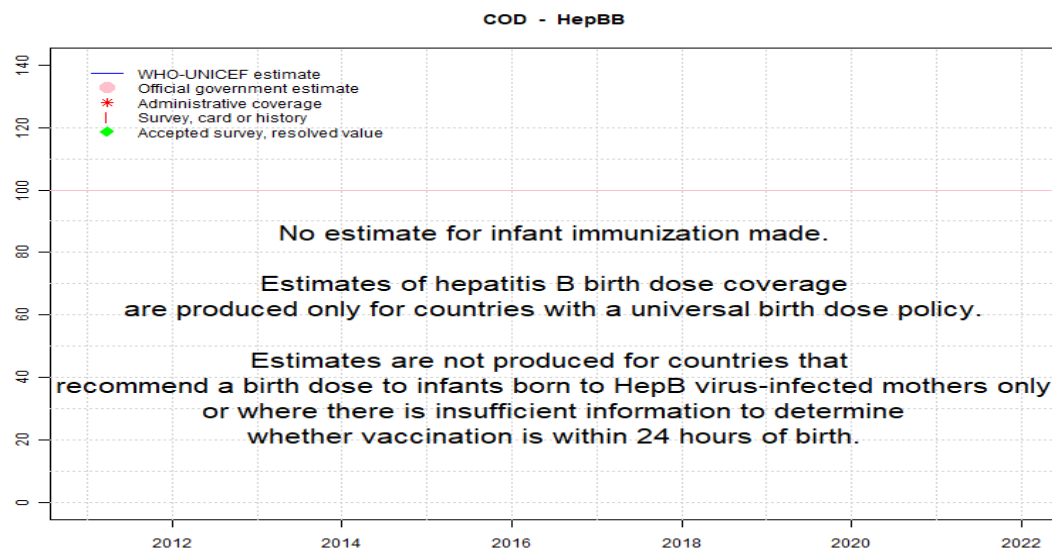 COD - HepBB
WHO-UNICEF estimate
Official government estimate
Administrative coverage
Survey, card or history
Accepted survey, resolved value
140
120
100
80
60
40
20
0
No estimate for infant immunization made.
Estimates of hepatitis B birth dose coverage
are produced only for countries with a universal birth dose policy.
Estimates are not produced for countries that
recommend a birth dose to infants born to HepB virus-infected mothers only
or where there is insufficient information to determine
whether vaccination is within 24 hours of birth.
2012 2014 2016 2018 2020 2022